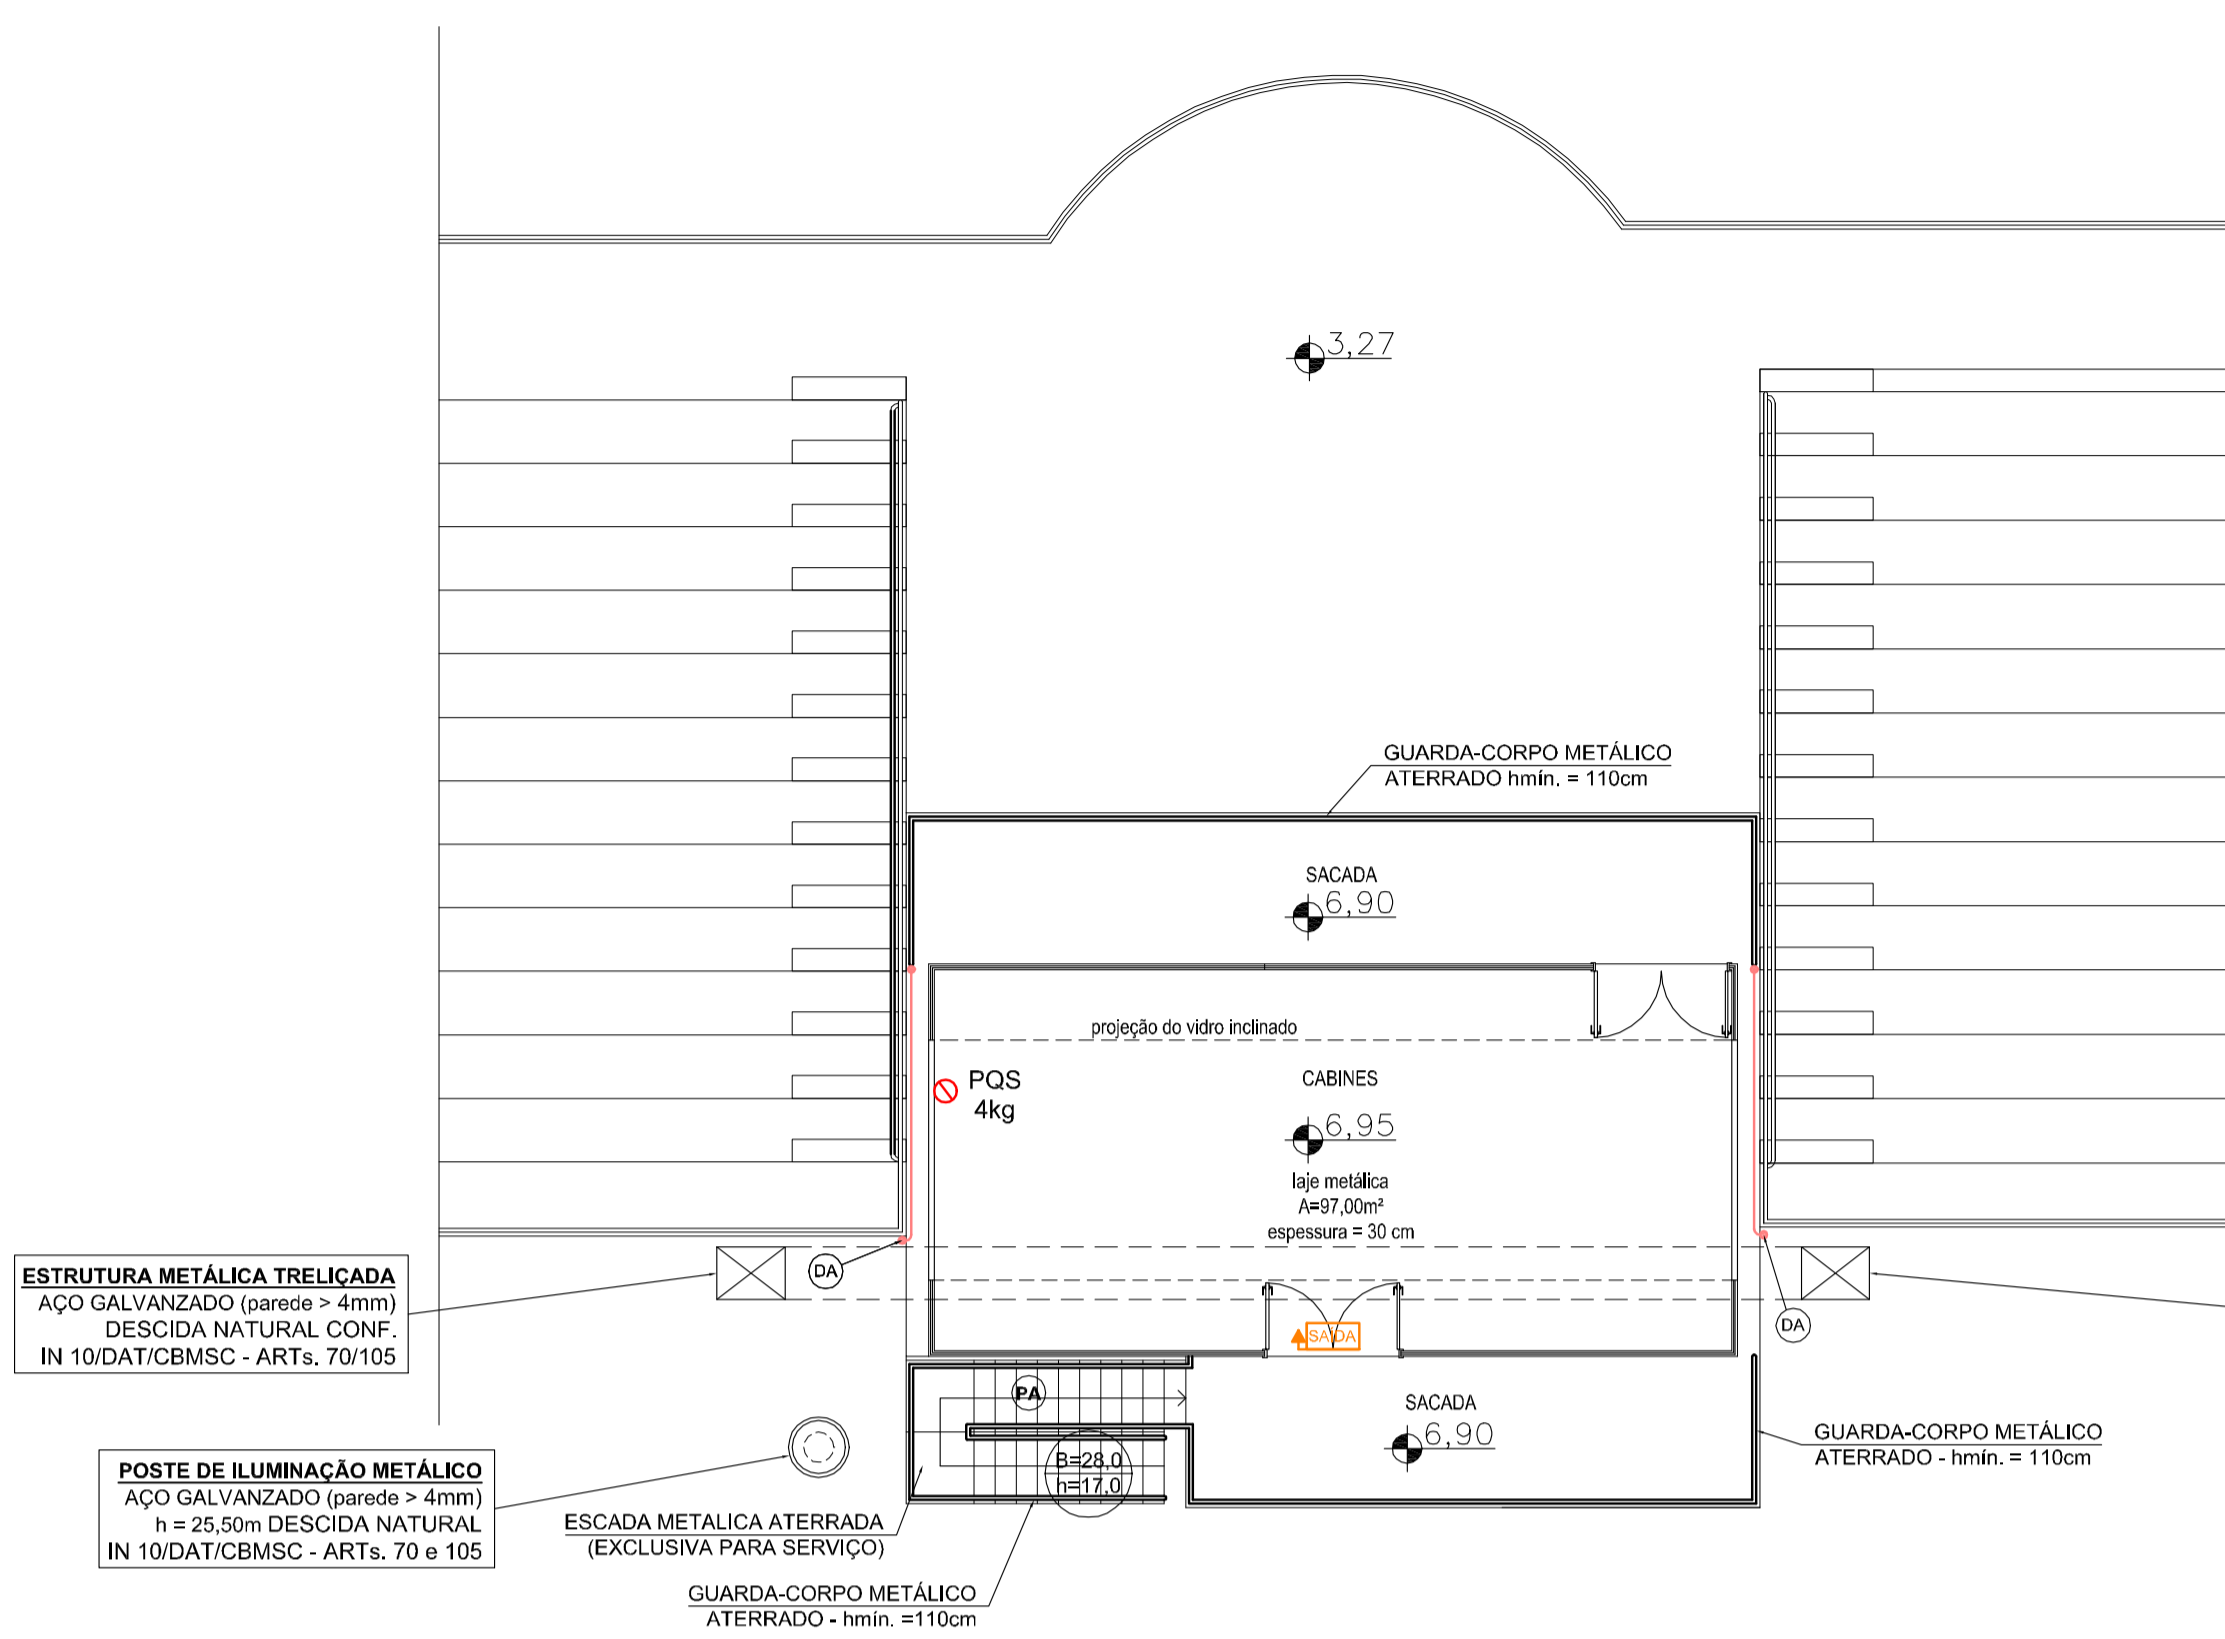 3,27
GUARDA-CORPO METÁLICO
ATERRADO hmín. = 110cm
SACADA
6,90
projeção do vidro inclinado
PQS
4kg
CABINES
6,95
laje metálica
A=97,00m²
espessura = 30 cm
ESTRUTURA METÁLICA TRELIÇADA
AÇO GALVANZADO (parede > 4mm)
DESCIDA NATURAL CONF.
IN 10/DAT/CBMSC - ARTs. 70/105
DA
DA
SAÍDA
PA
SACADA
6,90
B=28,0
h=17,0
GUARDA-CORPO METÁLICO
ATERRADO - hmín. = 110cm
POSTE DE ILUMINAÇÃO METÁLICO
AÇO GALVANZADO (parede > 4mm)
h = 25,50m DESCIDA NATURAL
IN 10/DAT/CBMSC - ARTs. 70 e 105
ESCADA METALICA ATERRADA
(EXCLUSIVA PARA SERVIÇO)
GUARDA-CORPO METÁLICO
ATERRADO - hmín. =110cm